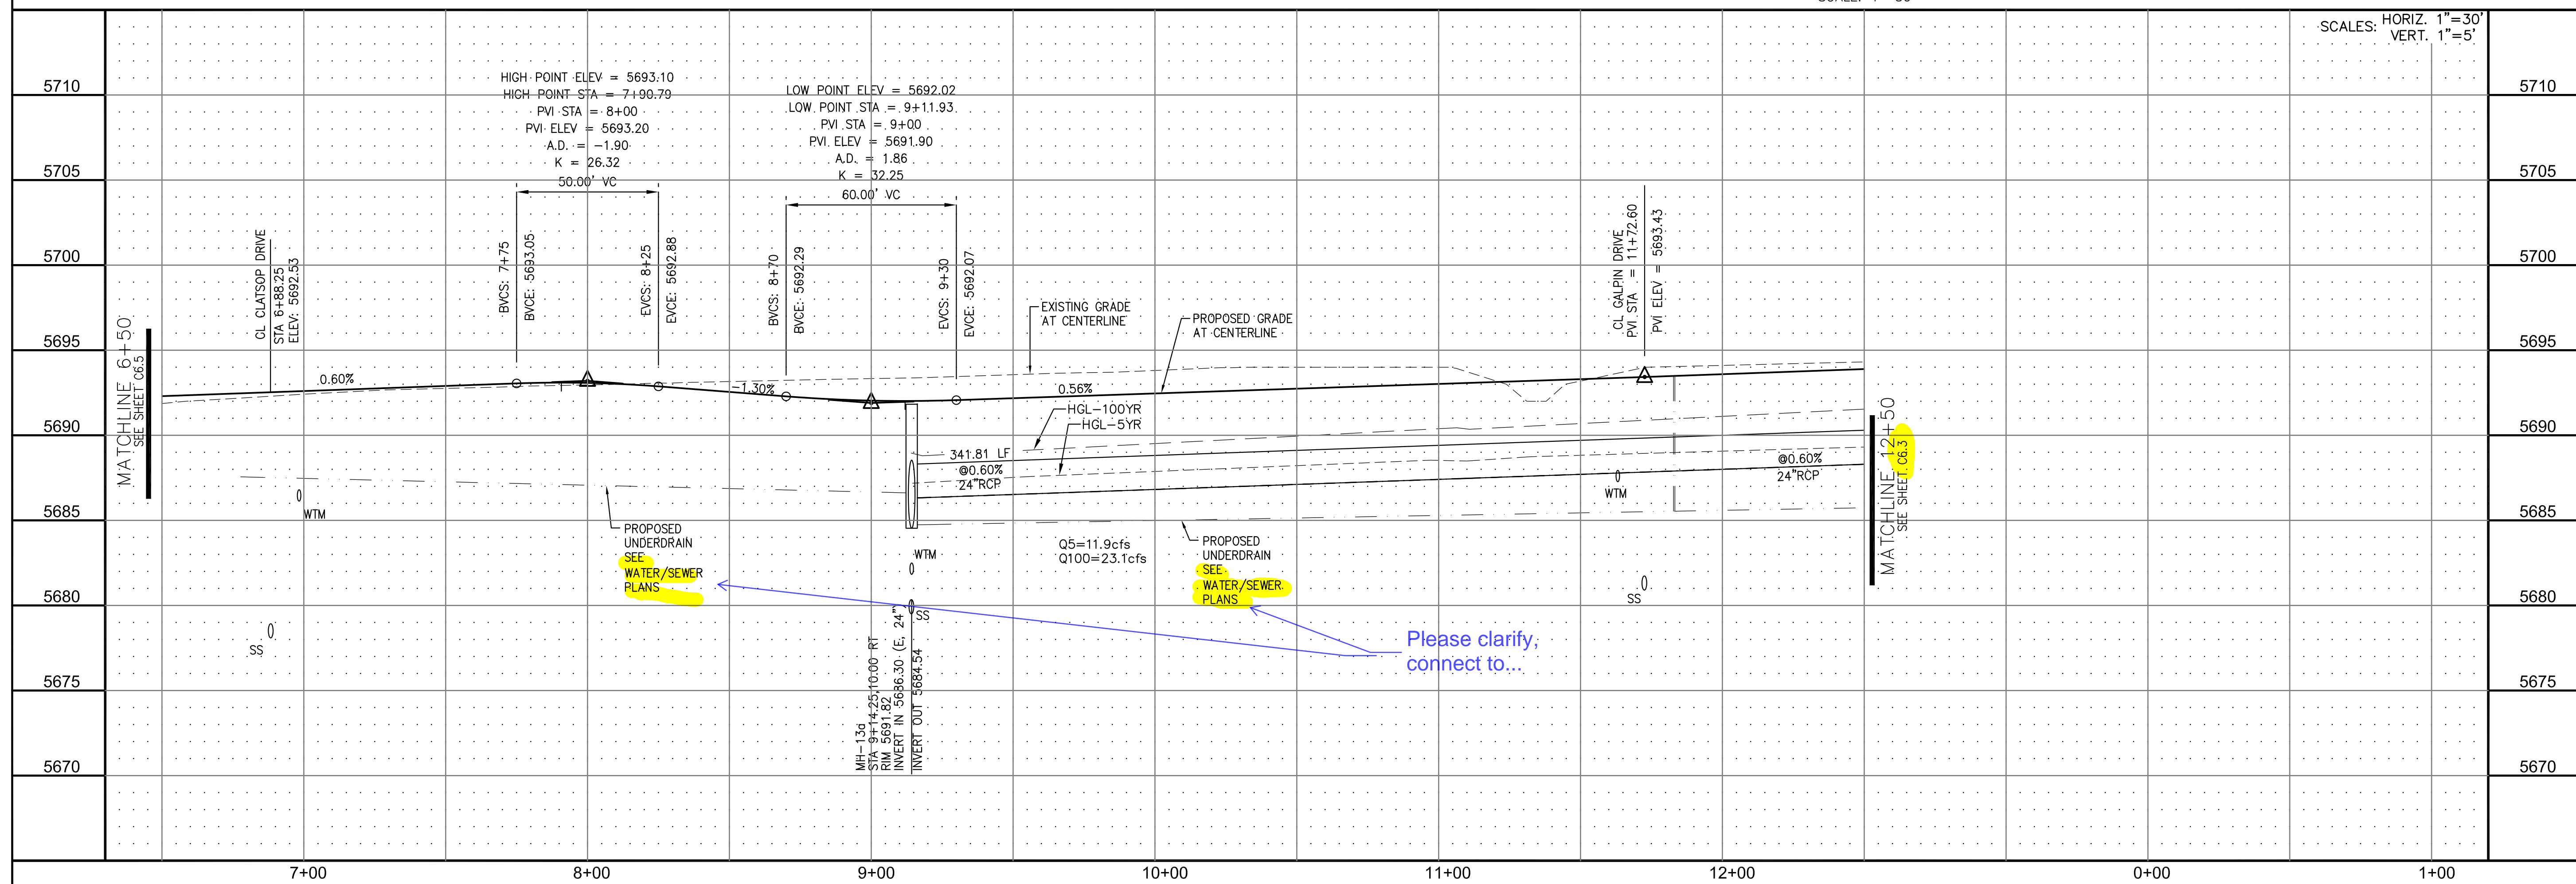 SCALES: HORIZ. 1"=30'
VERT. 1"=5'
5710
5705
5700
5695
5690
5685
5680
5675
5670
HIGH POINT ELEV = 5693.10
HIGH POINT STA = 7+90.79
PVI STA = 8+00
PVI ELEV = 5693.20
A.D. = -1.90
K = 26.32
50.00' VC
LOW POINT ELEV = 5692.02
LOW POINT STA = 9+11.93
PVI STA = 9+00
PVI ELEV = 5691.90
A.D. = 1.86
K = 32.25
60.00' VC
MATCHLINE 6+50
SEE SHEET C6.5
CL CLATSOP DRIVE
STA 6+88.25
ELEV: 5692.53
BVCS: 7+75
BVCE: 5693.05
EVCS: 8+25
EVCE: 5692.88
BVCS: 8+70
BVCE: 5692.29
EVCS: 9+30
EVCE: 5692.07
EXISTING GRADE
AT CENTERLINE
PROPOSED GRADE
AT CENTERLINE
CL GALPIN DRIVE
PVI STA = 11+72.60
PVI ELEV = 5693.43
0.60%
-1.30%
0.56%
HGL-100YR
HGL-5YR
341.81 LF
@0.60%
24"RCP
@0.60%
24"RCP
WTM
SS
PROPOSED
UNDERDRAIN
SEE
WATER/SEWER
PLANS
WTM
SS
Q5=11.9cfs
Q100=23.1cfs
PROPOSED
UNDERDRAIN
SEE
WATER/SEWER
PLANS
WTM
SS
MATCHLINE 12+50
SEE SHEET C6.3
Please clarify,
connect to...
MH-13a
STA 9+14.25,10.00 RT
RIM 5691.82
INVERT IN 5686.30 (E, 24")
INVERT OUT 5684.54
5710
5705
5700
5695
5690
5685
5680
5675
5670
7+00
8+00
9+00
10+00
11+00
12+00
0+00
1+00